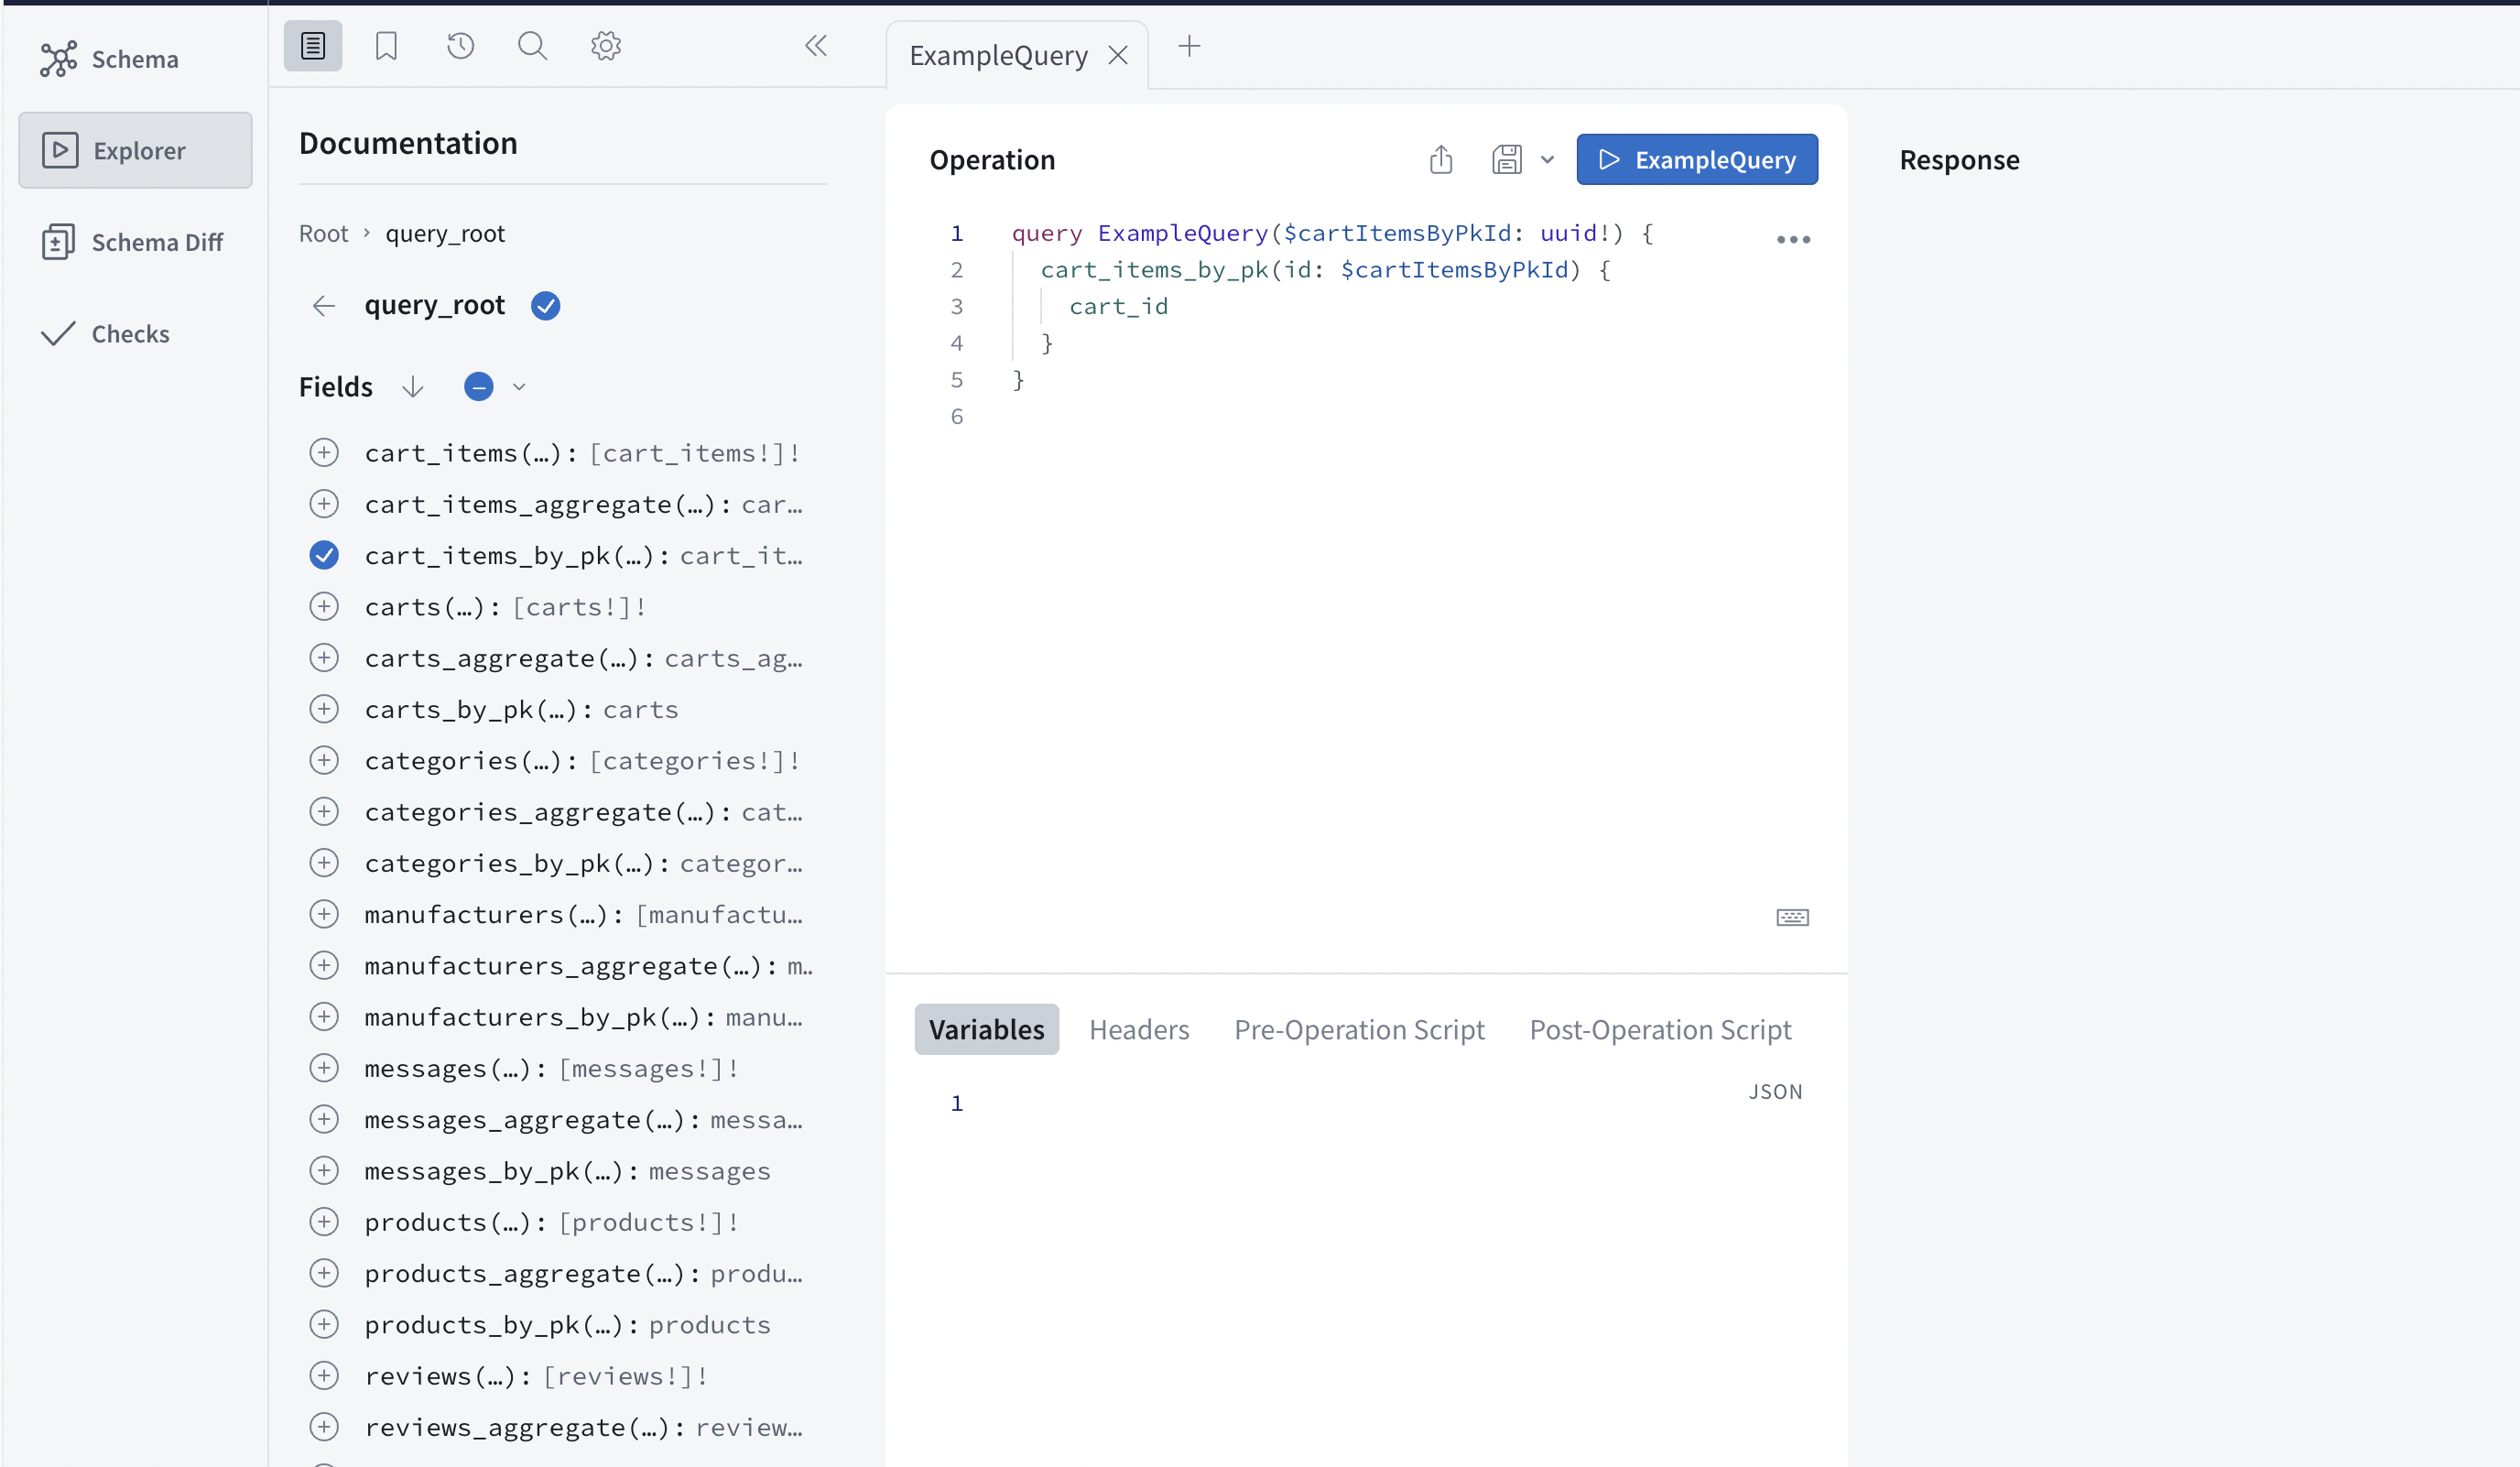 Schema
Explorer
Schema Diff
Checks
Documentation
Root › query_root
query_root
Fields
cart_items(…): [cart_items!]!
cart_items_aggregate(…): car…
cart_items_by_pk(…): cart_it…
carts(…): [carts!]!
carts_aggregate(…): carts_ag…
carts_by_pk(…): carts
categories(…): [categories!]!
categories_aggregate(…): cat…
categories_by_pk(…): categor…
manufacturers(…): [manufactu…
manufacturers_aggregate(…): m…
manufacturers_by_pk(…): manu…
messages(…): [messages!]!
messages_aggregate(…): messa…
messages_by_pk(…): messages
products(…): [products!]!
products_aggregate(…): produ…
products_by_pk(…): products
reviews(…): [reviews!]!
reviews_aggregate(…): review…
ExampleQuery
Operation
ExampleQuery
1 query ExampleQuery($cartItemsByPkId: uuid!) {
2 cart_items_by_pk(id: $cartItemsByPkId) {
3 cart_id
4 }
5 }
6
Variables Headers Pre-Operation Script Post-Operation Script
JSON
1
Response